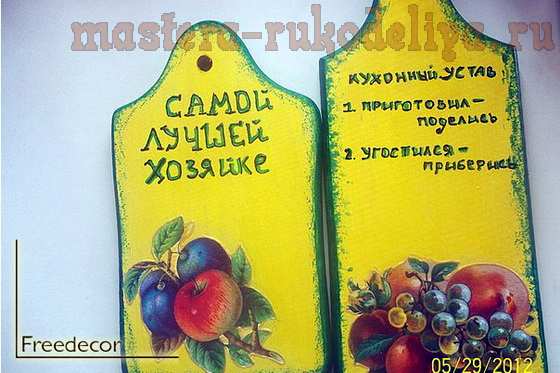 mastera-rukodeliya.ru
САМОЙ
ЛУЧШЕЙ
ХОЗЯЙКЕ
КУХОННЫЙ УСТАВ:
1. ПРИГОТОВИЛ-
ПОДЕЛИСЬ
2. УГОСТИЛСЯ-
ПРИБЕРИСЬ
Freedecor
05/29/2012